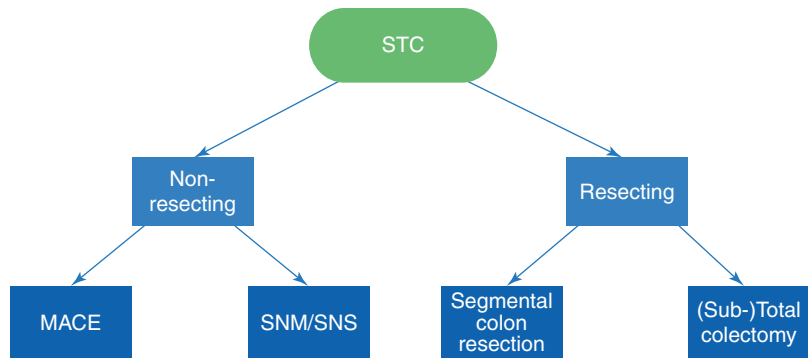 STC
Non-
resecting
Resecting
MACE
SNM/SNS
Segmental
colon
resection
(Sub-)Total
colectomy